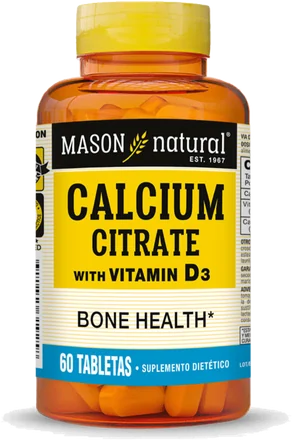 MASON natural®
EST. 1967
CALCIUM
CITRATE
WITH VITAMIN D3
BONE HEALTH*
60 TABLETAS • SUPLEMENTO DIETÉTICO